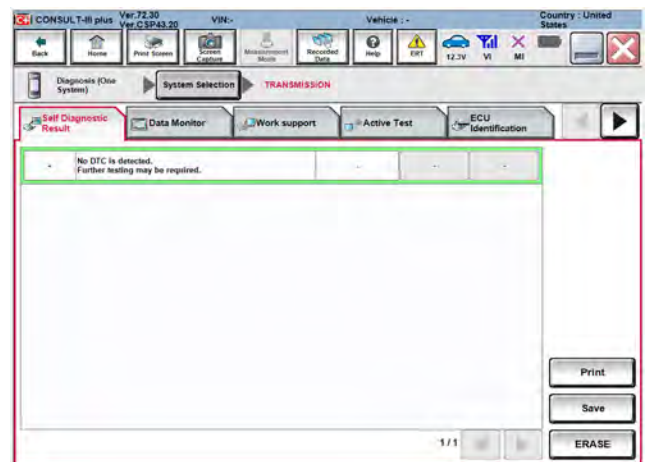 CONSULT-III plus
Ver.72.30
Ver.CSP43.20
VIN:-
Vehicle : -
Country : United
States
Back
Home
Print Screen
Screen
Capture
Measurement
Mode
Recorded
Data
Help
ERT
12.3V
VI
MI
Diagnosis (One
System)
System Selection
TRANSMISSION
Self Diagnostic
Result
Data Monitor
Work support
Active Test
ECU
Identification
- No DTC is detected. - - -
Further testing may be required.
Print
Save
1/1
ERASE